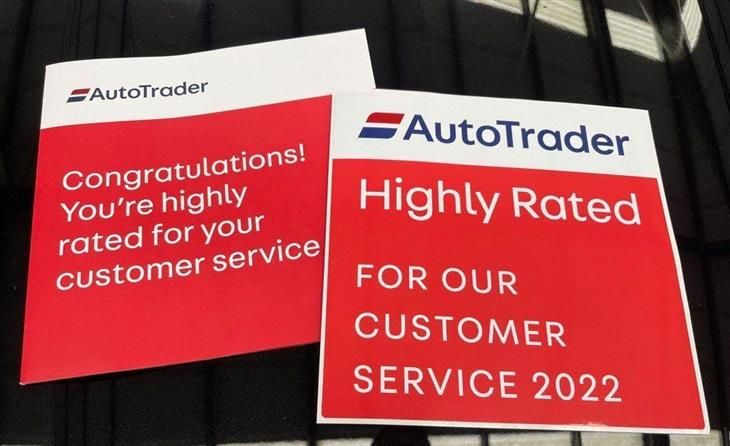 AutoTrader
Congratulations!
You're highly
rated for your
customer service
AutoTrader
Highly Rated
FOR OUR
CUSTOMER
SERVICE 2022